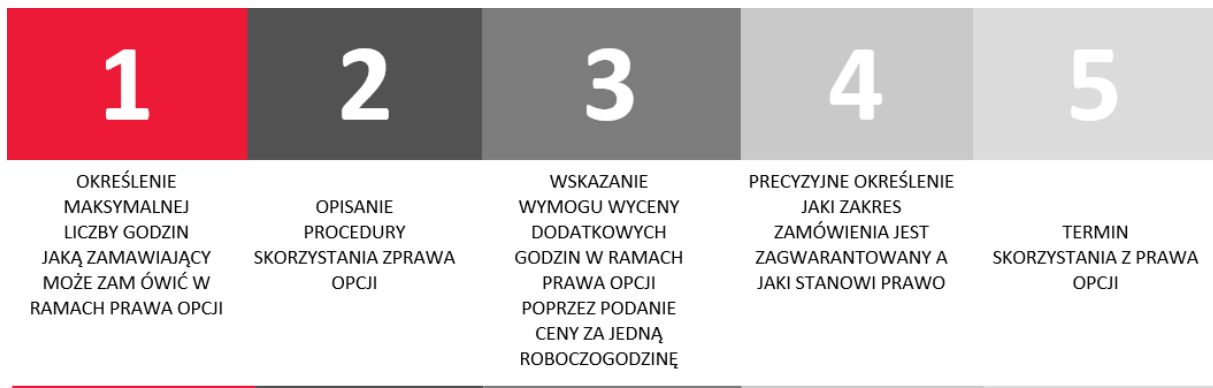 1
2
3
4
5
OKREŚLENIE
MAKSYMALNEJ
LICZBY GODZIN
JAKĄ ZAMAWIAJĄCY
MOŻE ZAM ÓWIĆ W
RAMACH PRAWA OPCJI
OPISANIE
PROCEDURY
SKORZYSTANIA ZPRAWA
OPCJI
WSKAZANIE
WYMOGU WYCENY
DODATKOWYCH
GODZIN W RAMACH
PRAWA OPCJI
POPRZEZ PODANIE
CENY ZA JEDNĄ
ROBOCZOGODZINĘ
PRECYZYJNE OKREŚLENIE
JAKI ZAKRES
ZAMÓWIENIA JEST
ZAGWARANTOWANY A
JAKI STANOWI PRAWO
TERMIN
SKORZYSTANIA Z PRAWA
OPCJI